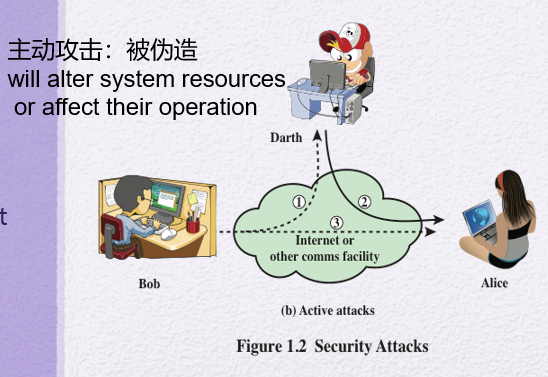 主动攻击：被伪造
will alter system resources
or affect their operation
Darth
t
①
②
③
Internet or
other comms facility
Bob
Alice
(b) Active attacks
Figure 1.2 Security Attacks